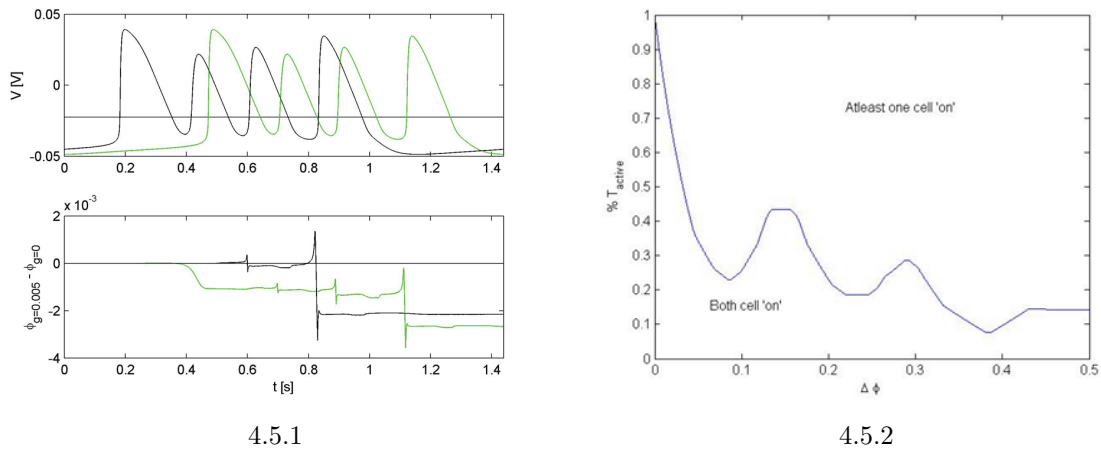 0.05
0
-0.05
V [V]
0 0.2 0.4 0.6 0.8 1 1.2 1.4
x 10⁻³
2
0
-2
-4
ϕg=0.005 - ϕg=0
0 0.2 0.4 0.6 0.8 1 1.2 1.4
t [s]
4.5.1
1
0.9
0.8
0.7
0.6
0.5
0.4
0.3
0.2
0.1
0
% Tactive
Atleast one cell 'on'
Both cell 'on'
0 0.1 0.2 0.3 0.4 0.5
Δ ϕ
4.5.2